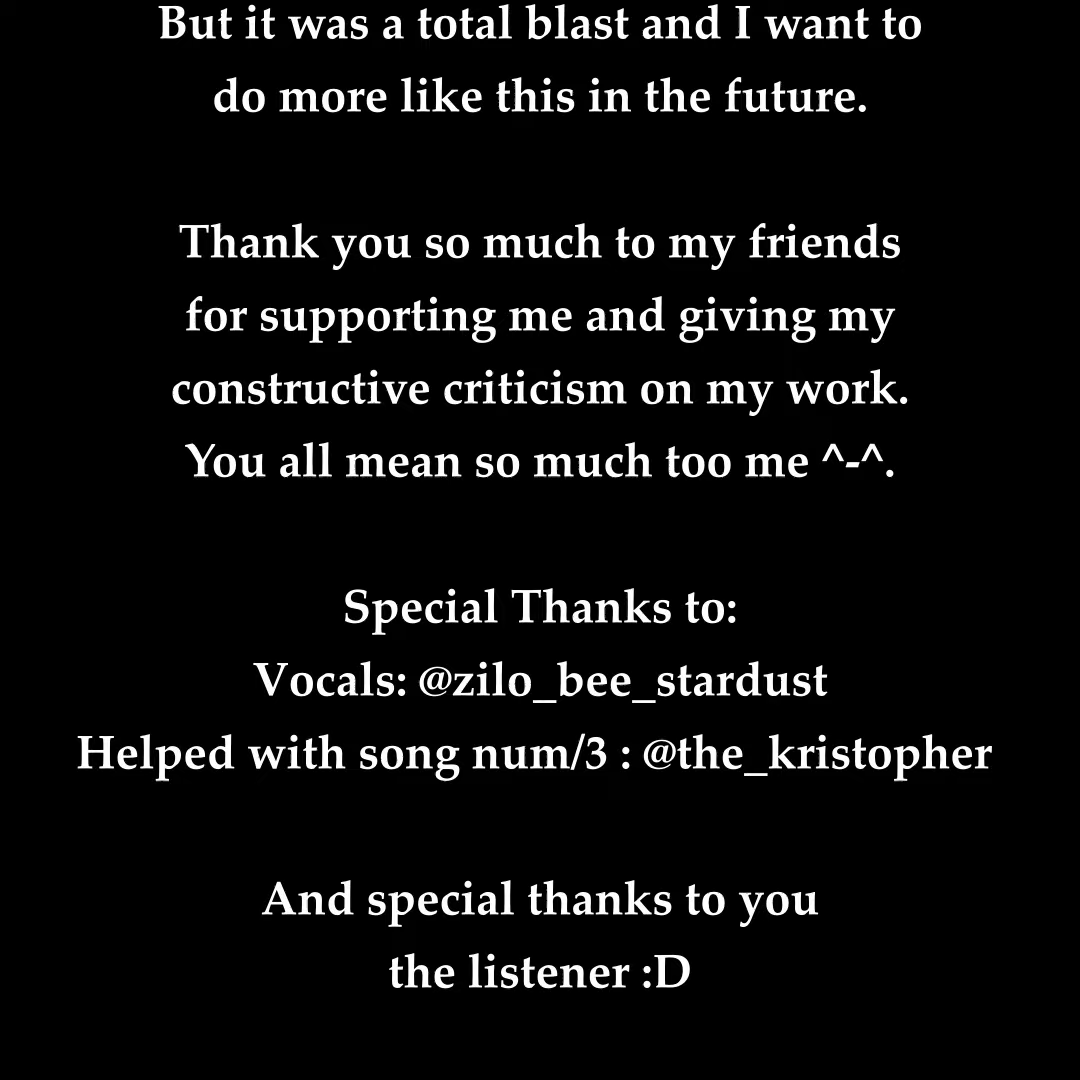 But it was a total blast and I want to
do more like this in the future.
Thank you so much to my friends
for supporting me and giving my
constructive criticism on my work.
You all mean so much too me ^-^.
Special Thanks to:
Vocals: @zilo_bee_stardust
Helped with song num/3 : @the_kristopher
And special thanks to you
the listener :D